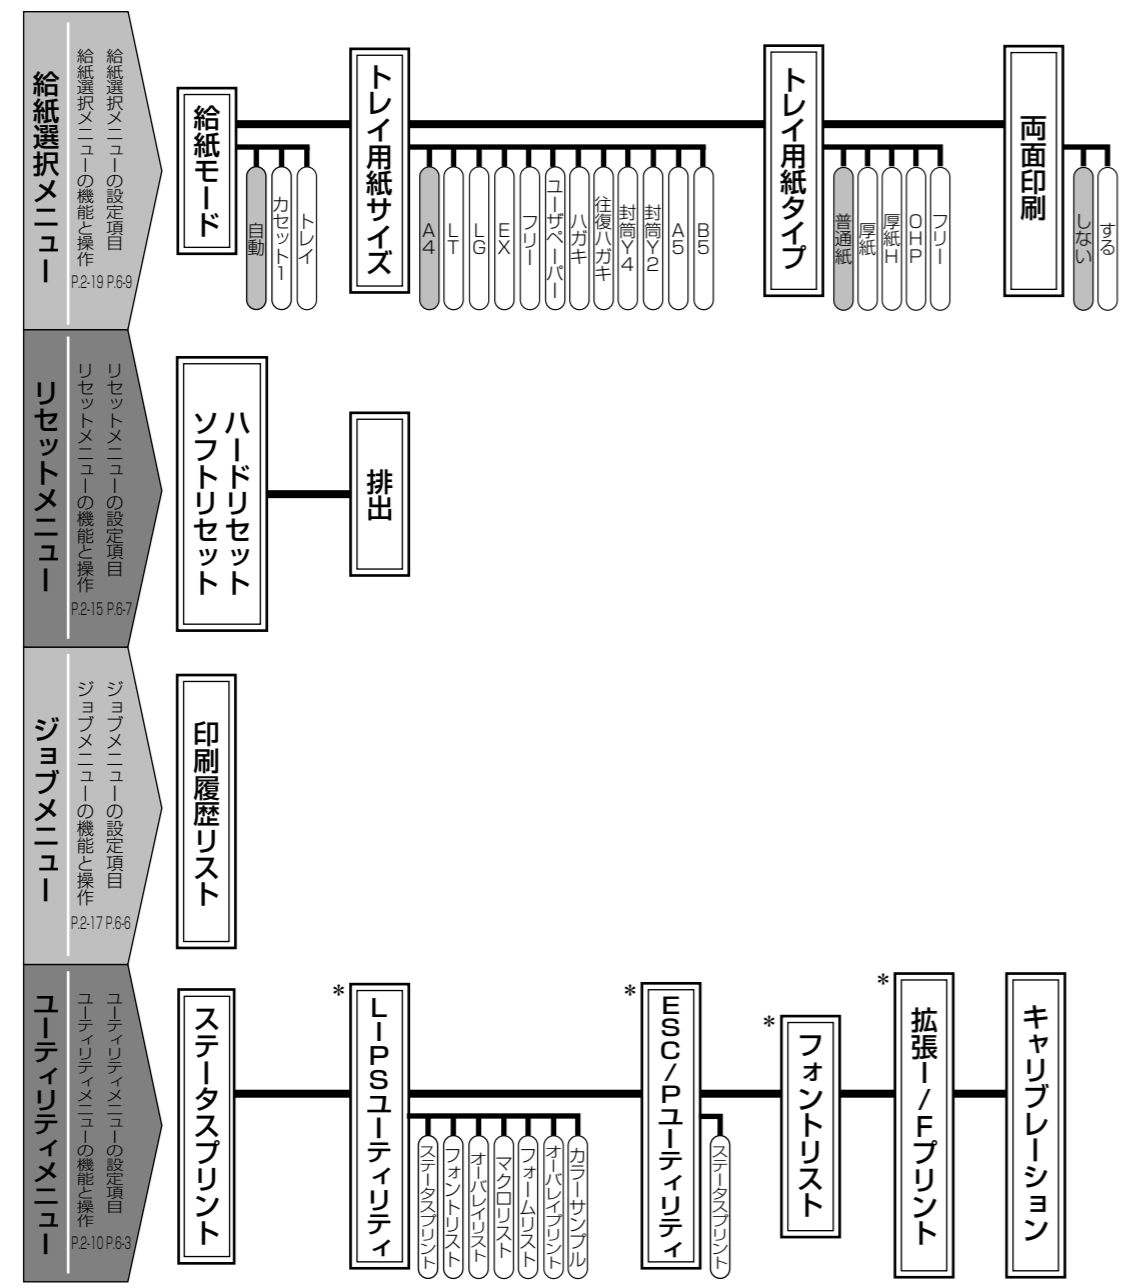 給紙選択メニュー
給紙選択メニューの機能と操作 P.2-19
給紙選択メニューの設定項目 P.6-9
給紙モード
自動
カセット1
トレイ
トレイ用紙サイズ
A4
LT
LG
EX
フリー
ユーザペーパー
ハガキ
往復ハガキ
封筒Y4
封筒Y2
A5
B5
トレイ用紙タイプ
普通紙
厚紙
厚紙H
OHP
フリー
両面印刷
しない
する
リセットメニュー
リセットメニューの機能と操作 P.2-15
リセットメニューの設定項目 P.6-7
ハードリセット
ソフトリセット
排出
ジョブメニュー
ジョブメニューの機能と操作 P.2-17
ジョブメニューの設定項目 P.6-6
印刷履歴リスト
ユーティリティメニュー
ユーティリティメニューの機能と操作 P.2-10
ユーティリティメニューの設定項目 P.6-3
ステータスプリント
*
LIPSユーティリティ
ステータスプリント
フォントリスト
オーバレイリスト
マクロリスト
フォームリスト
オーバレイプリント
カラーサンプル
*
ESC/Pユーティリティ
ステータスプリント
*
フォントリスト
*
拡張I/Fプリント
キャリブレーション